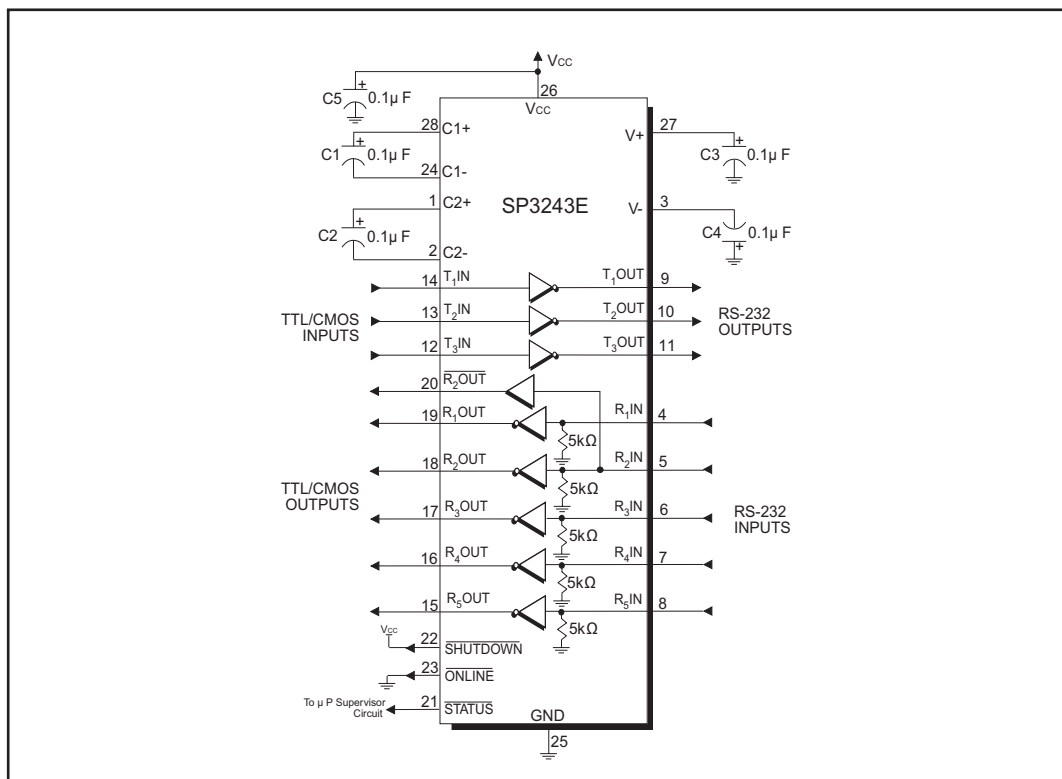 Vcc
26
Vcc
C5 + 0.1µ F
28 C1+
C1 + 0.1µ F
24 C1-
1 C2+
C2 + 0.1µ F
2 C2-
SP3243E
V+ 27
+
C3 0.1µ F
V- 3
C4 0.1µ F
+
14 T1IN T1OUT 9
13 T2IN T2OUT 10
12 T3IN T3OUT 11
TTL/CMOS
INPUTS
RS-232
OUTPUTS
20 R2OUT
19 R1OUT R1IN 4
5kΩ
18 R2OUT R2IN 5
5kΩ
TTL/CMOS
OUTPUTS
17 R3OUT R3IN 6
5kΩ
RS-232
INPUTS
16 R4OUT R4IN 7
5kΩ
15 R5OUT R5IN 8
5kΩ
Vcc
22 SHUTDOWN
23 ONLINE
To µ P Supervisor
Circuit
21 STATUS
GND
25